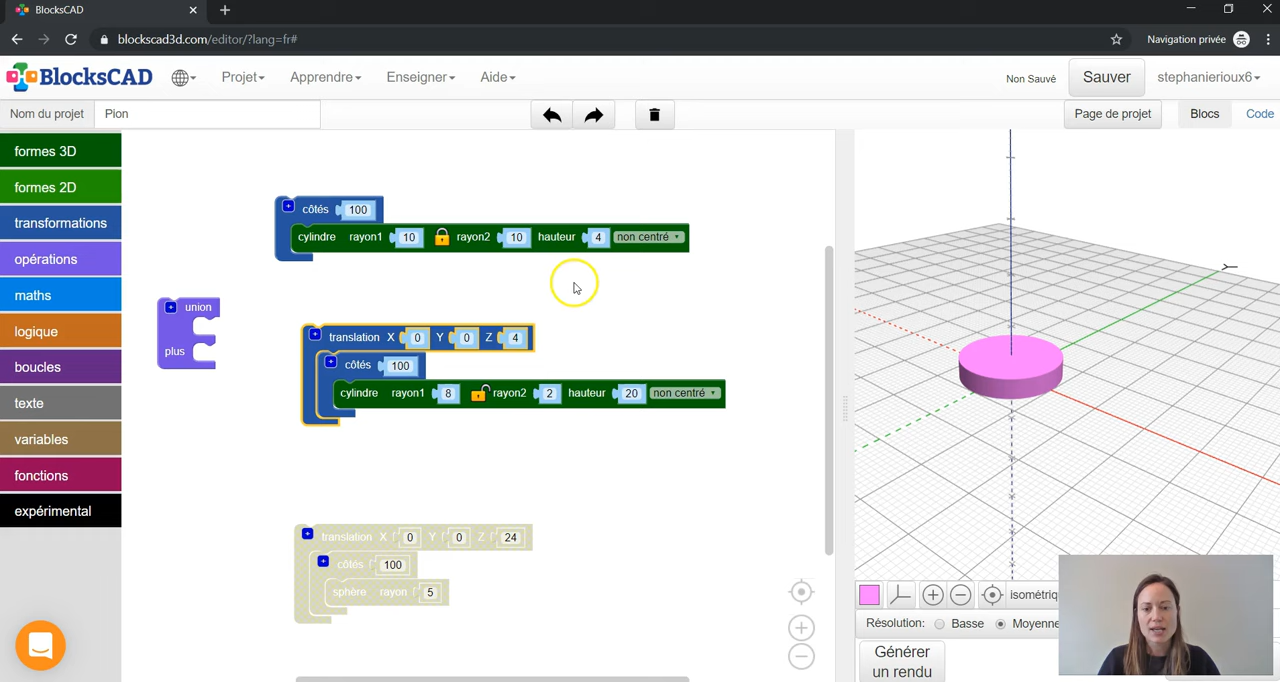 BlocksCAD
blockscad3d.com/editor/?lang=fr#
Navigation privée
BlocksCAD
Projet
Apprendre
Enseigner
Aide
Non Sauvé
Sauver
stephanierioux6
Nom du projet
Pion
Page de projet
Blocs
Code
formes 3D
formes 2D
transformations
opérations
maths
logique
boucles
texte
variables
fonctions
expérimental
côtés 100
cylindre rayon1 10 rayon2 10 hauteur 4 non centré
union
plus
translation X 0 Y 0 Z 4
côtés 100
cylindre rayon1 8 rayon2 2 hauteur 20 non centré
translation X 0 Y 0 Z 24
côtés 100
sphère rayon 5
isométriq
Résolution: Basse Moyenne
Générer
un rendu